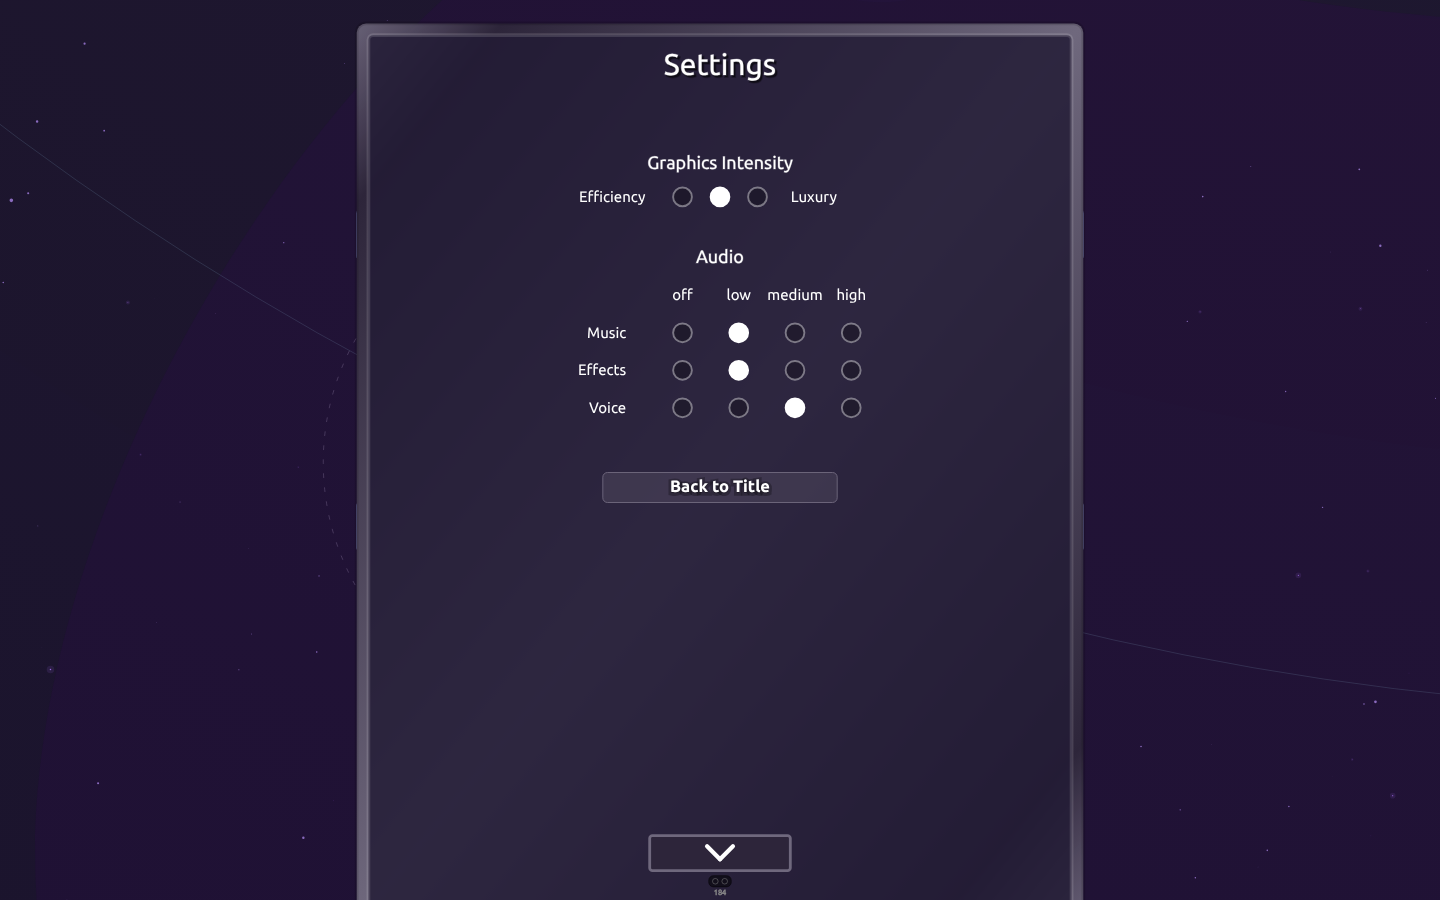 Settings
Graphics Intensity
Efficiency Luxury
Audio
off low medium high
Music
Effects
Voice
Back to Title
184